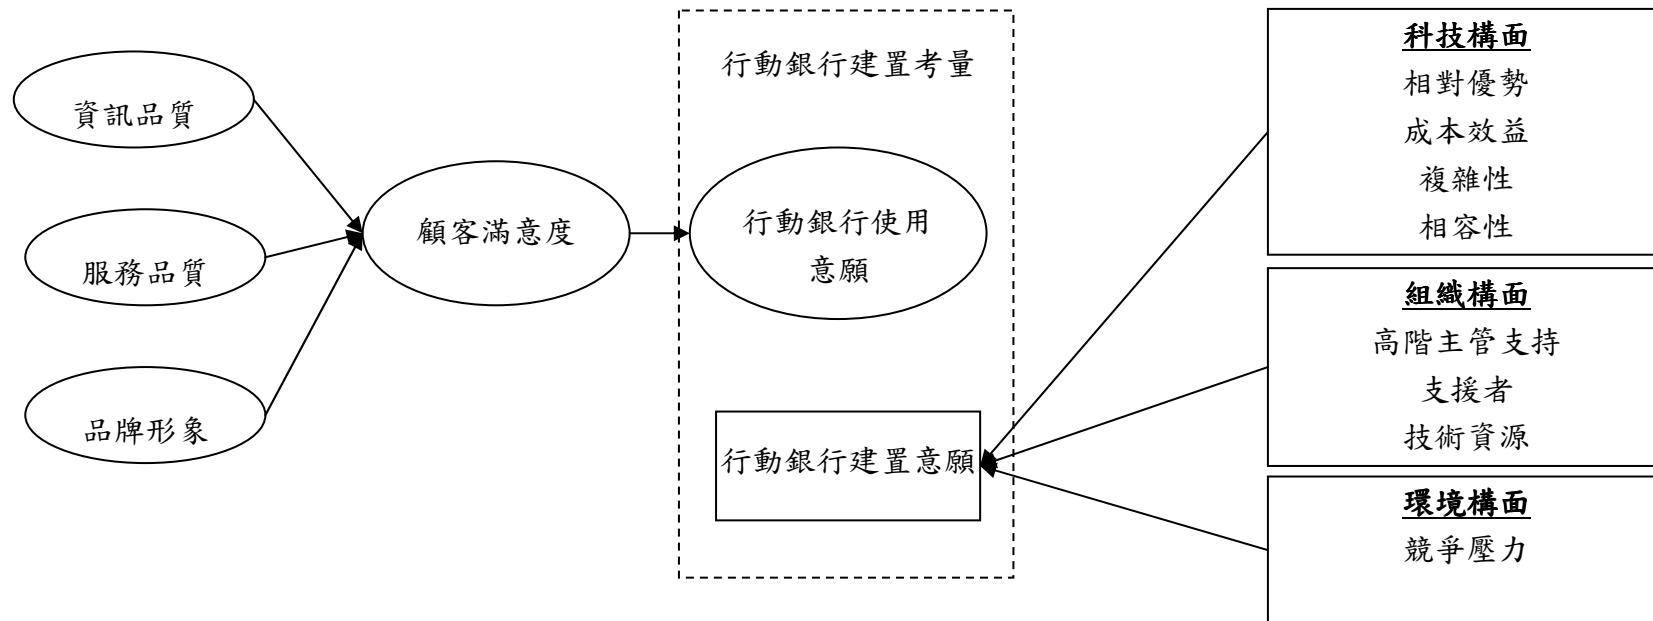 資訊品質
服務品質
品牌形象
顧客滿意度
行動銀行建置考量
行動銀行使用
意願
行動銀行建置意願
科技構面
相對優勢
成本效益
複雜性
相容性
組織構面
高階主管支持
支援者
技術資源
環境構面
競爭壓力